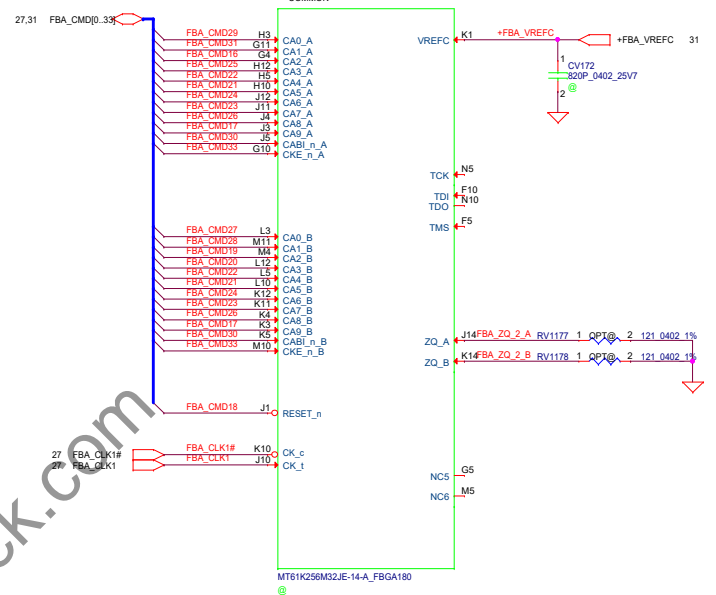 27,31 FBA_CMD[0..33]
FBA_CMD29 H3 CA0_A
FBA_CMD31 G11 CA1_A
FBA_CMD16 G4 CA2_A
FBA_CMD25 H12 CA3_A
FBA_CMD22 H5 CA4_A
FBA_CMD21 H10 CA5_A
FBA_CMD24 J12 CA6_A
FBA_CMD23 J11 CA7_A
FBA_CMD26 J4 CA8_A
FBA_CMD17 J3 CA9_A
FBA_CMD30 J5 CABI_n_A
FBA_CMD33 G10 CKE_n_A
VREFC K1 +FBA_VREFC +FBA_VREFC 31
1
CV172
820P_0402_25V7
@
2
TCK N5
TDI F10
TDO N10
TMS F5
FBA_CMD27 L3 CA0_B
FBA_CMD28 M11 CA1_B
FBA_CMD19 M4 CA2_B
FBA_CMD20 L12 CA3_B
FBA_CMD22 L5 CA4_B
FBA_CMD21 L10 CA5_B
FBA_CMD24 K12 CA6_B
FBA_CMD23 K11 CA7_B
FBA_CMD26 K4 CA8_B
FBA_CMD17 K3 CA9_B
FBA_CMD30 K5 CABI_n_B
FBA_CMD33 M10 CKE_n_B
ZQ_A J14 FBA_ZQ_2_A RV1177 1 OPT@ 2 121_0402_1%
ZQ_B K14 FBA_ZQ_2_B RV1178 1 OPT@ 2 121_0402_1%
FBA_CMD18 J1 RESET_n
27 FBA_CLK1# FBA_CLK1# K10 CK_c
27 FBA_CLK1 FBA_CLK1 J10 CK_t
NC5 G5
NC6 M5
MT61K256M32JE-14-A_FBGA180
@